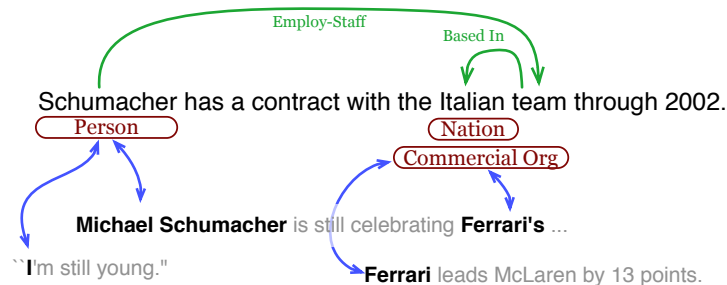 Employ-Staff
Based In
Schumacher has a contract with the Italian team through 2002.
Person
Nation
Commercial Org
Michael Schumacher is still celebrating Ferrari's ...
``I'm still young."
Ferrari leads McLaren by 13 points.